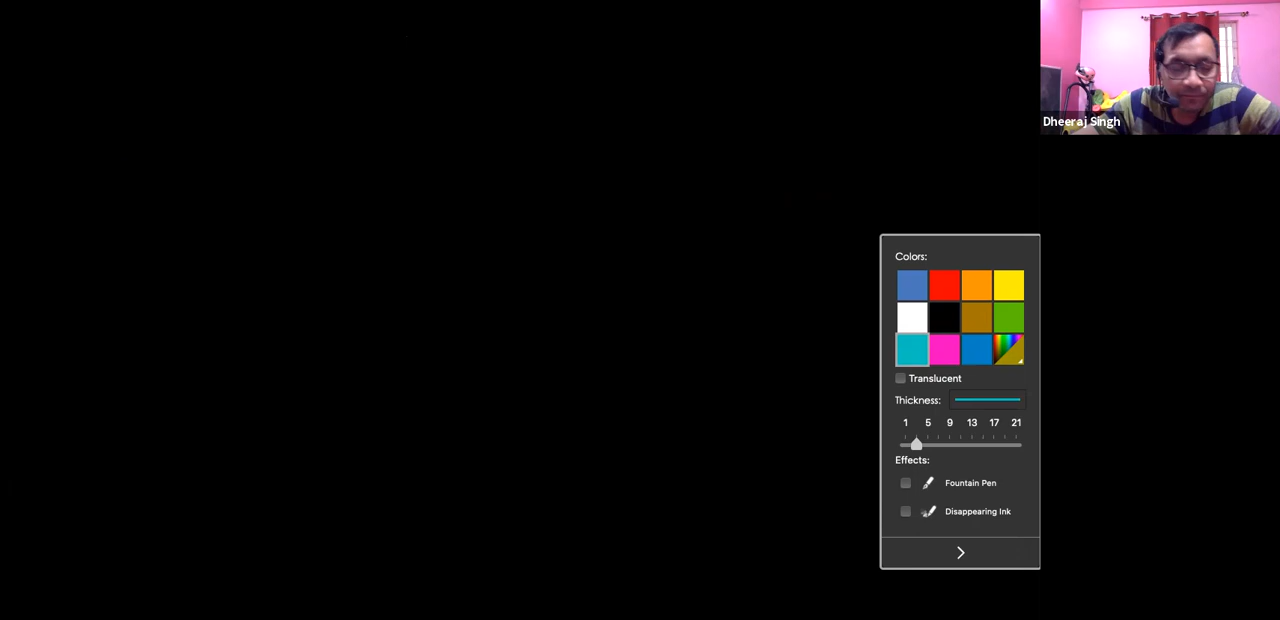 Dheeraj Singh
Colors:
Translucent
Thickness:
1 5 9 13 17 21
Effects:
Fountain Pen
Disappearing Ink